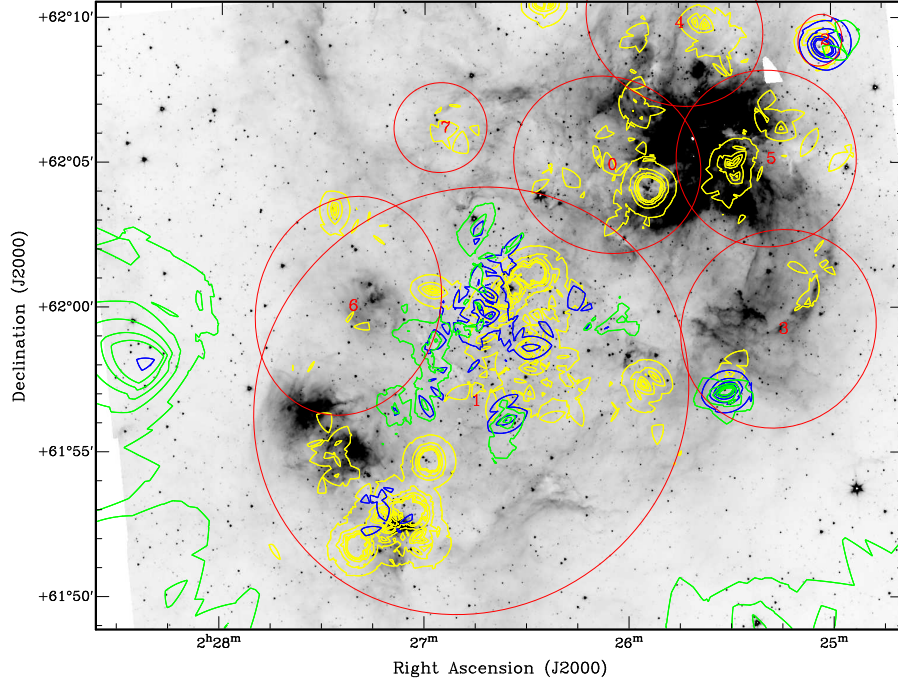 +62°10'
+62°05'
+62°00'
+61°55'
+61°50'
Declination (J2000)
4
2
7
0
5
6
3
1
2ʰ28ᵐ
27ᵐ
26ᵐ
25ᵐ
Right Ascension (J2000)